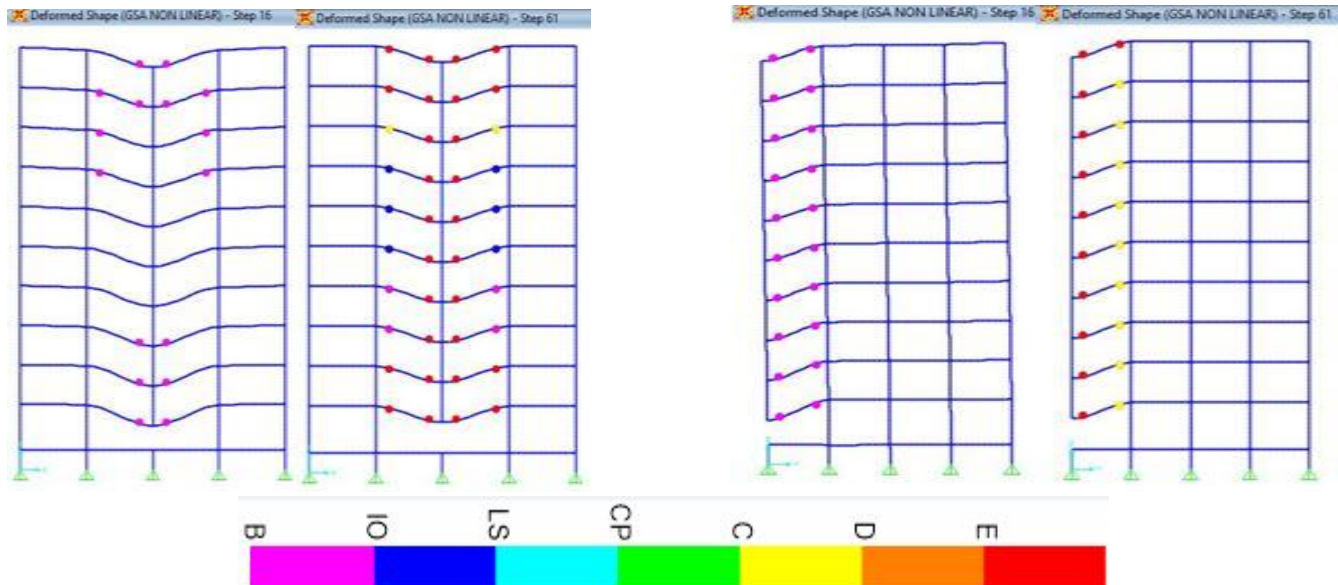 Deformed Shape (GSA NON LINEAR) - Step 16
Deformed Shape (GSA NON LINEAR) - Step 61
Deformed Shape (GSA NON LINEAR) - Step 16
Deformed Shape (GSA NON LINEAR) - Step 61
B
IO
LS
CP
C
D
E